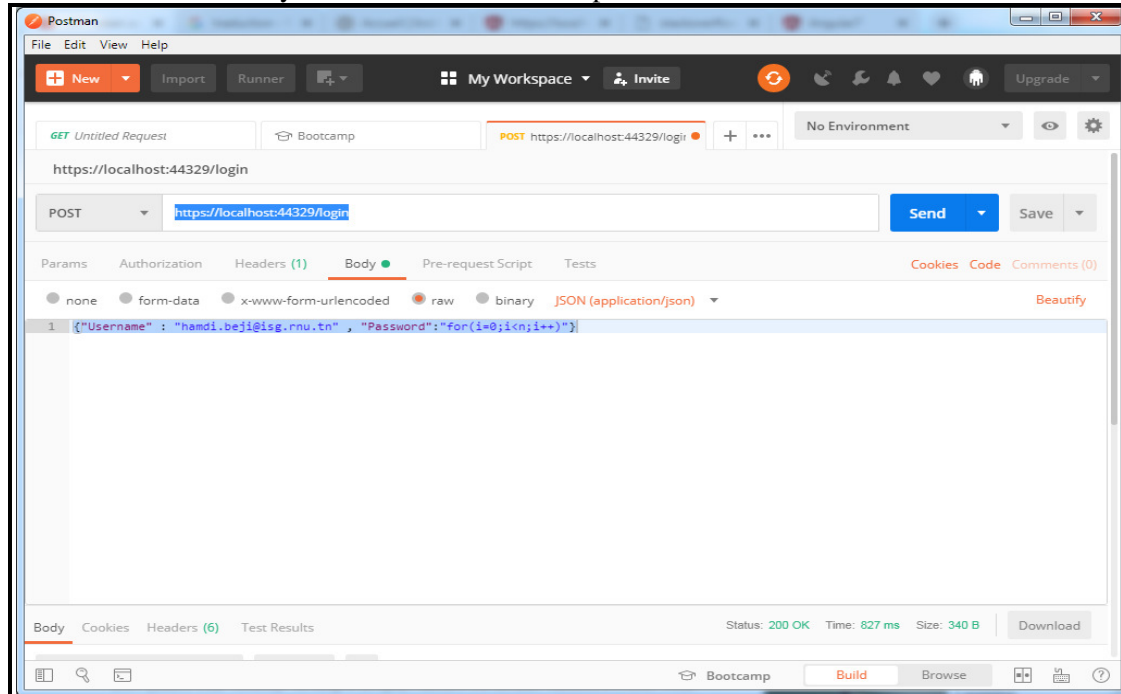 Postman
File Edit View Help
New Import Runner My Workspace Invite Upgrade
GET Untitled Request Bootcamp POST https://localhost:44329/login No Environment
https://localhost:44329/login
POST https://localhost:44329/login Send Save
Params Authorization Headers (1) Body Pre-request Script Tests Cookies Code Comments (0)
none form-data x-www-form-urlencoded raw binary JSON (application/json) Beautify
1 {"Username" : "hamdi.beji@isg.rnu.tn" , "Password":"for(i=0;i<n;i++)"}
Body Cookies Headers (6) Test Results Status: 200 OK Time: 827 ms Size: 340 B Download
Bootcamp Build Browse